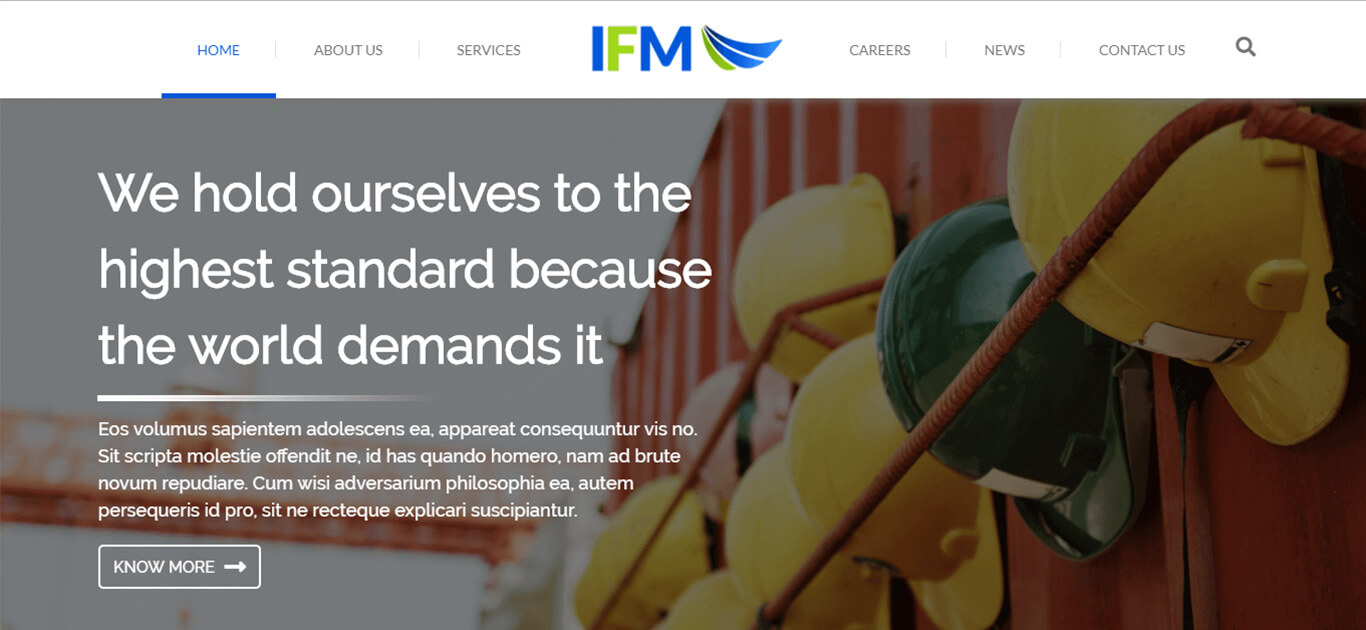 HOME
ABOUT US
SERVICES
IFM
CAREERS
NEWS
CONTACT US
We hold ourselves to the
highest standard because
the world demands it
Eos volumus sapientem adolescens ea, appareat consequuntur vis no.
Sit scripta molestie offendit ne, id has quando homero, nam ad brute
novum repudiare. Cum wisi adversarium philosophia ea, autem
persequeris id pro, sit ne recteque explicari suscipiantur.
KNOW MORE